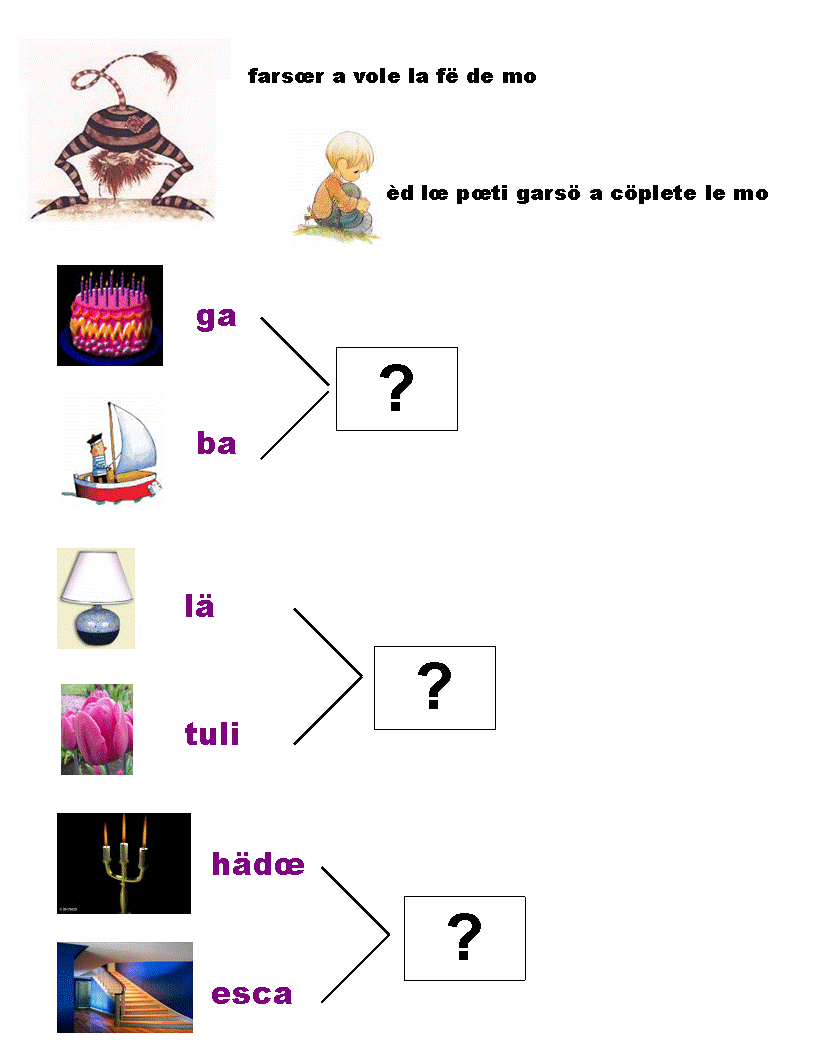 farsœr a vole la fë de mo
èd lœ pœti garsö a cöplete le mo
ga
?
ba
lä
?
tuli
hädœ
?
esca